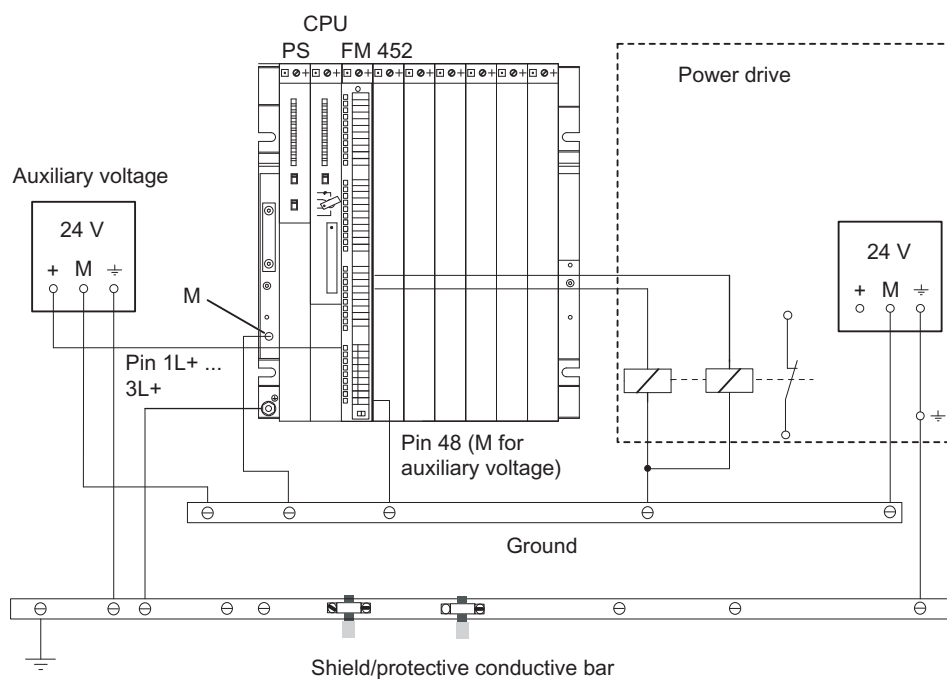 CPU
PS FM 452
Power drive
Auxiliary voltage
24 V
+ M
24 V
+ M
M
Pin 1L+ ...
3L+
Pin 48 (M for
auxiliary voltage)
Ground
Shield/protective conductive bar